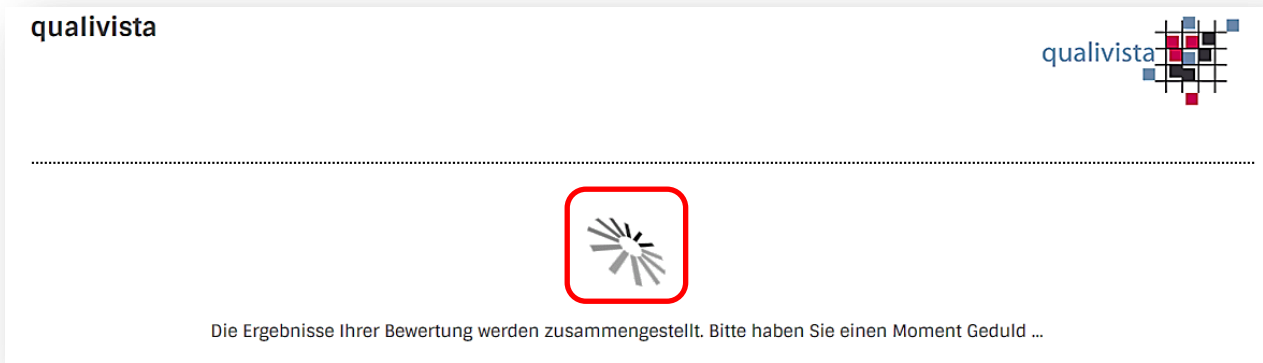 qualivista
qualivista
Die Ergebnisse Ihrer Bewertung werden zusammengestellt. Bitte haben Sie einen Moment Geduld ...